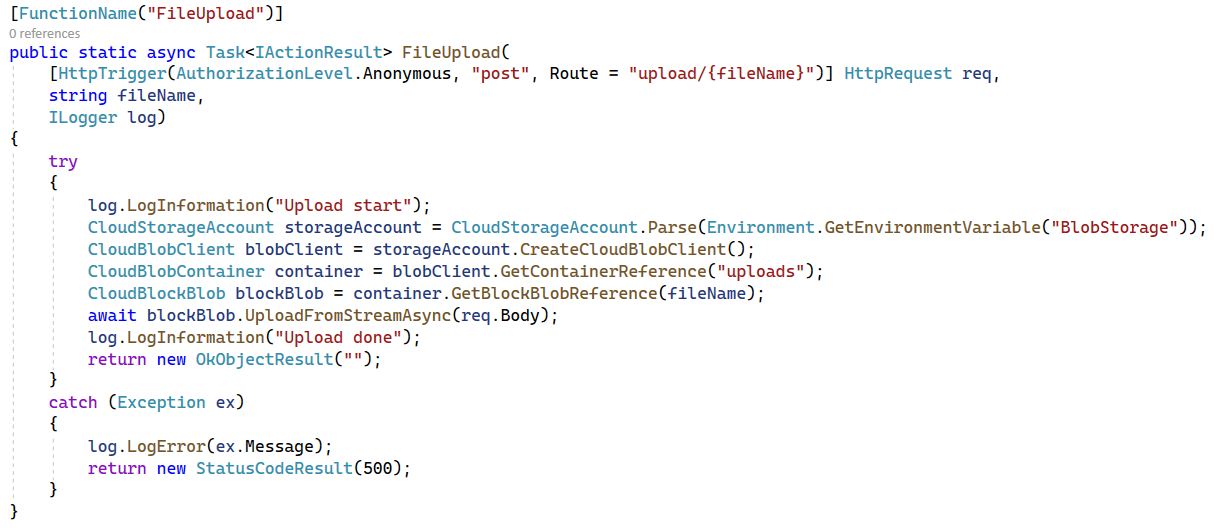 [FunctionName("FileUpload")]
0 references
public static async Task<IActionResult> FileUpload(
    [HttpTrigger(AuthorizationLevel.Anonymous, "post", Route = "upload/{fileName}")] HttpRequest req,
    string fileName,
    ILogger log)
{
    try
    {
        log.LogInformation("Upload start");
        CloudStorageAccount storageAccount = CloudStorageAccount.Parse(Environment.GetEnvironmentVariable("BlobStorage"));
        CloudBlobClient blobClient = storageAccount.CreateCloudBlobClient();
        CloudBlobContainer container = blobClient.GetContainerReference("uploads");
        CloudBlockBlob blockBlob = container.GetBlockBlobReference(fileName);
        await blockBlob.UploadFromStreamAsync(req.Body);
        log.LogInformation("Upload done");
        return new OkObjectResult("");
    }
    catch (Exception ex)
    {
        log.LogError(ex.Message);
        return new StatusCodeResult(500);
    }
}